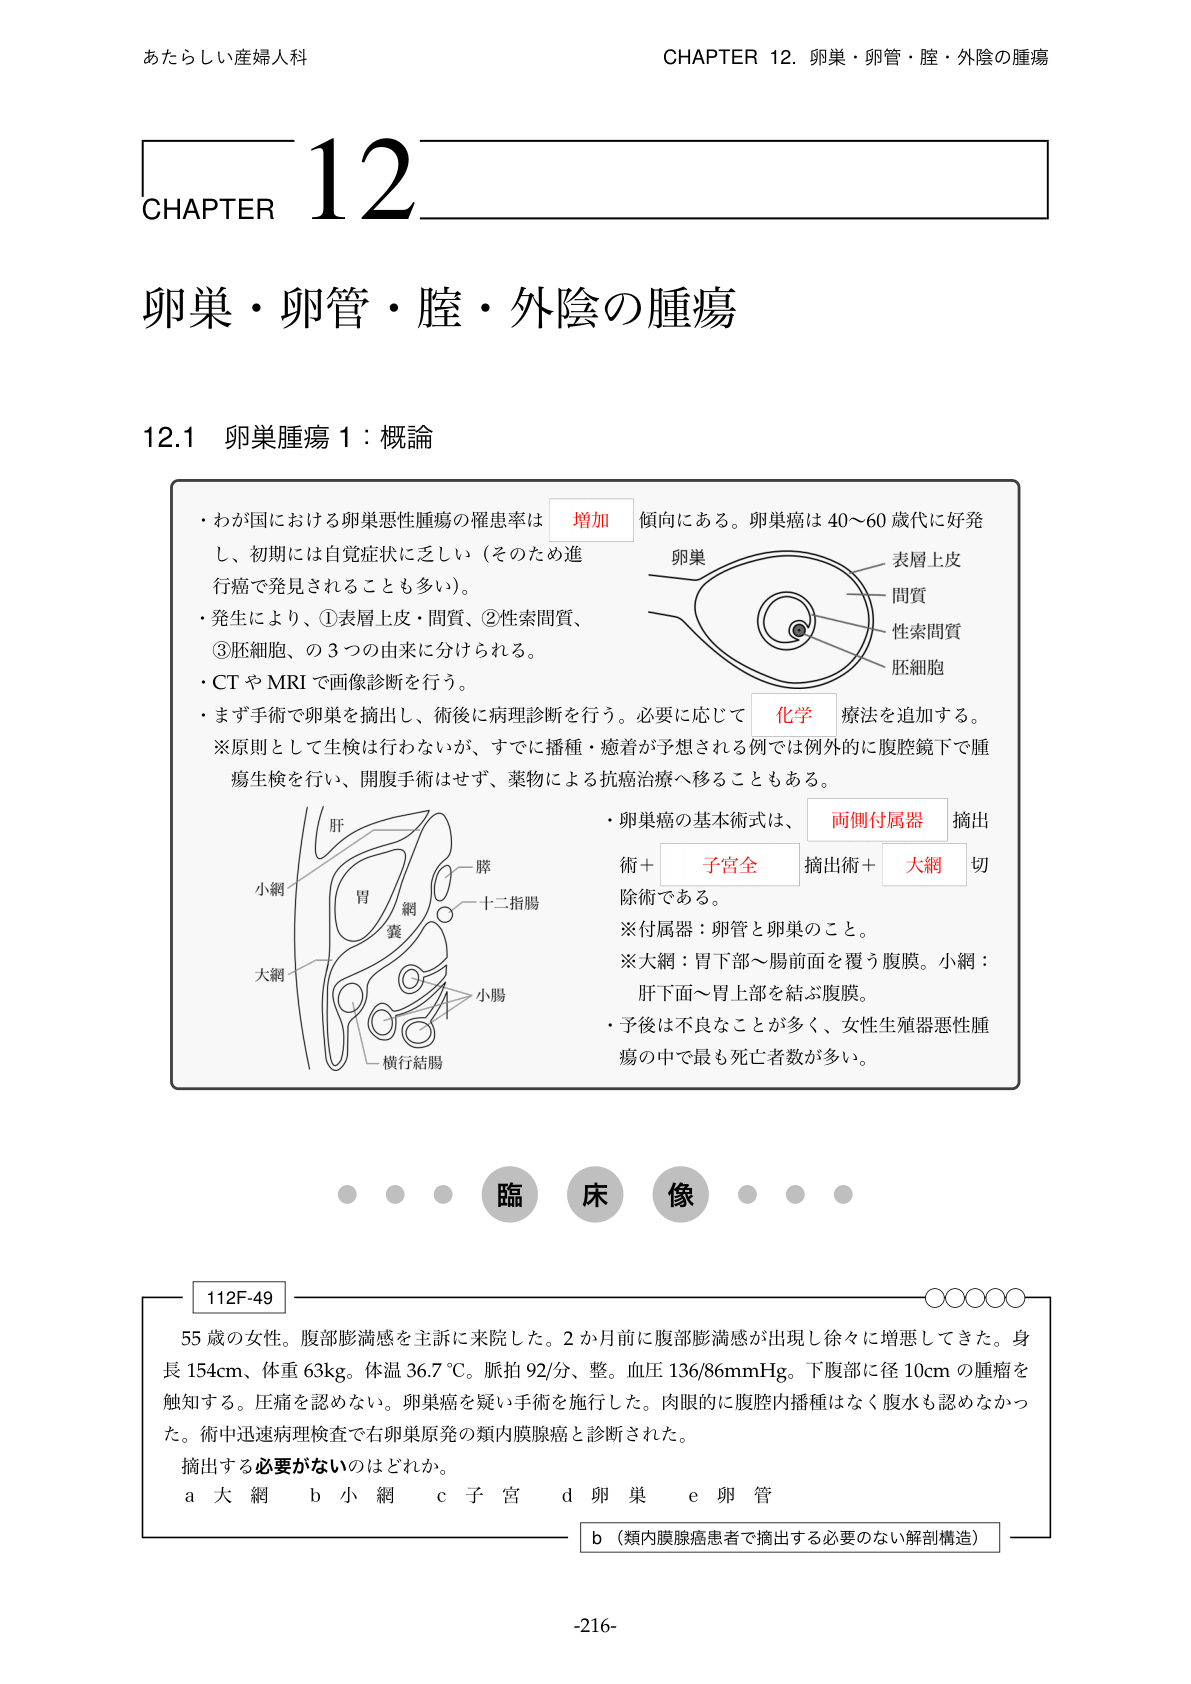 あたらしい産婦人科
CHAPTER 12. 卵巣・卵管・腟・外陰の腫瘍
CHAPTER 12
卵巣・卵管・腟・外陰の腫瘍
12.1 卵巣腫瘍 1：概論
・わが国における卵巣悪性腫瘍の罹患率は 増加 傾向にある。卵巣癌は 40〜60 歳代に好発
し、初期には自覚症状に乏しい（そのため進
行癌で発見されることも多い）。
・発生により、①表層上皮・間質、②性索間質、
③胚細胞、の 3 つの由来に分けられる。
・CT や MRI で画像診断を行う。
卵巣
表層上皮
間質
性索間質
胚細胞
・まず手術で卵巣を摘出し、術後に病理診断を行う。必要に応じて 化学 療法を追加する。
※原則として生検は行わないが、すでに播種・癒着が予想される例では例外的に腹腔鏡下で腫
瘍生検を行い、開腹手術はせず、薬物による抗癌治療へ移ることもある。
肝
小網
胃
網
嚢
膵
十二指腸
大網
小腸
横行結腸
・卵巣癌の基本術式は、 両側付属器 摘出
術＋ 子宮全 摘出術＋ 大網 切
除術である。
※付属器：卵管と卵巣のこと。
※大網：胃下部〜腸前面を覆う腹膜。小網：
肝下面〜胃上部を結ぶ腹膜。
・予後は不良なことが多く、女性生殖器悪性腫
瘍の中で最も死亡者数が多い。
臨床像
112F-49 ○○○○○
55 歳の女性。腹部膨満感を主訴に来院した。2 か月前に腹部膨満感が出現し徐々に増悪してきた。身
長 154cm、体重 63kg。体温 36.7 ℃。脈拍 92/分、整。血圧 136/86mmHg。下腹部に径 10cm の腫瘤を
触知する。圧痛を認めない。卵巣癌を疑い手術を施行した。肉眼的に腹腔内播種はなく腹水も認めなかっ
た。術中迅速病理検査で右卵巣原発の類内膜腺癌と診断された。
摘出する必要がないのはどれか。
a 大 網 b 小 網 c 子 宮 d 卵 巣 e 卵 管
b （類内膜腺癌患者で摘出する必要のない解剖構造）
-216-